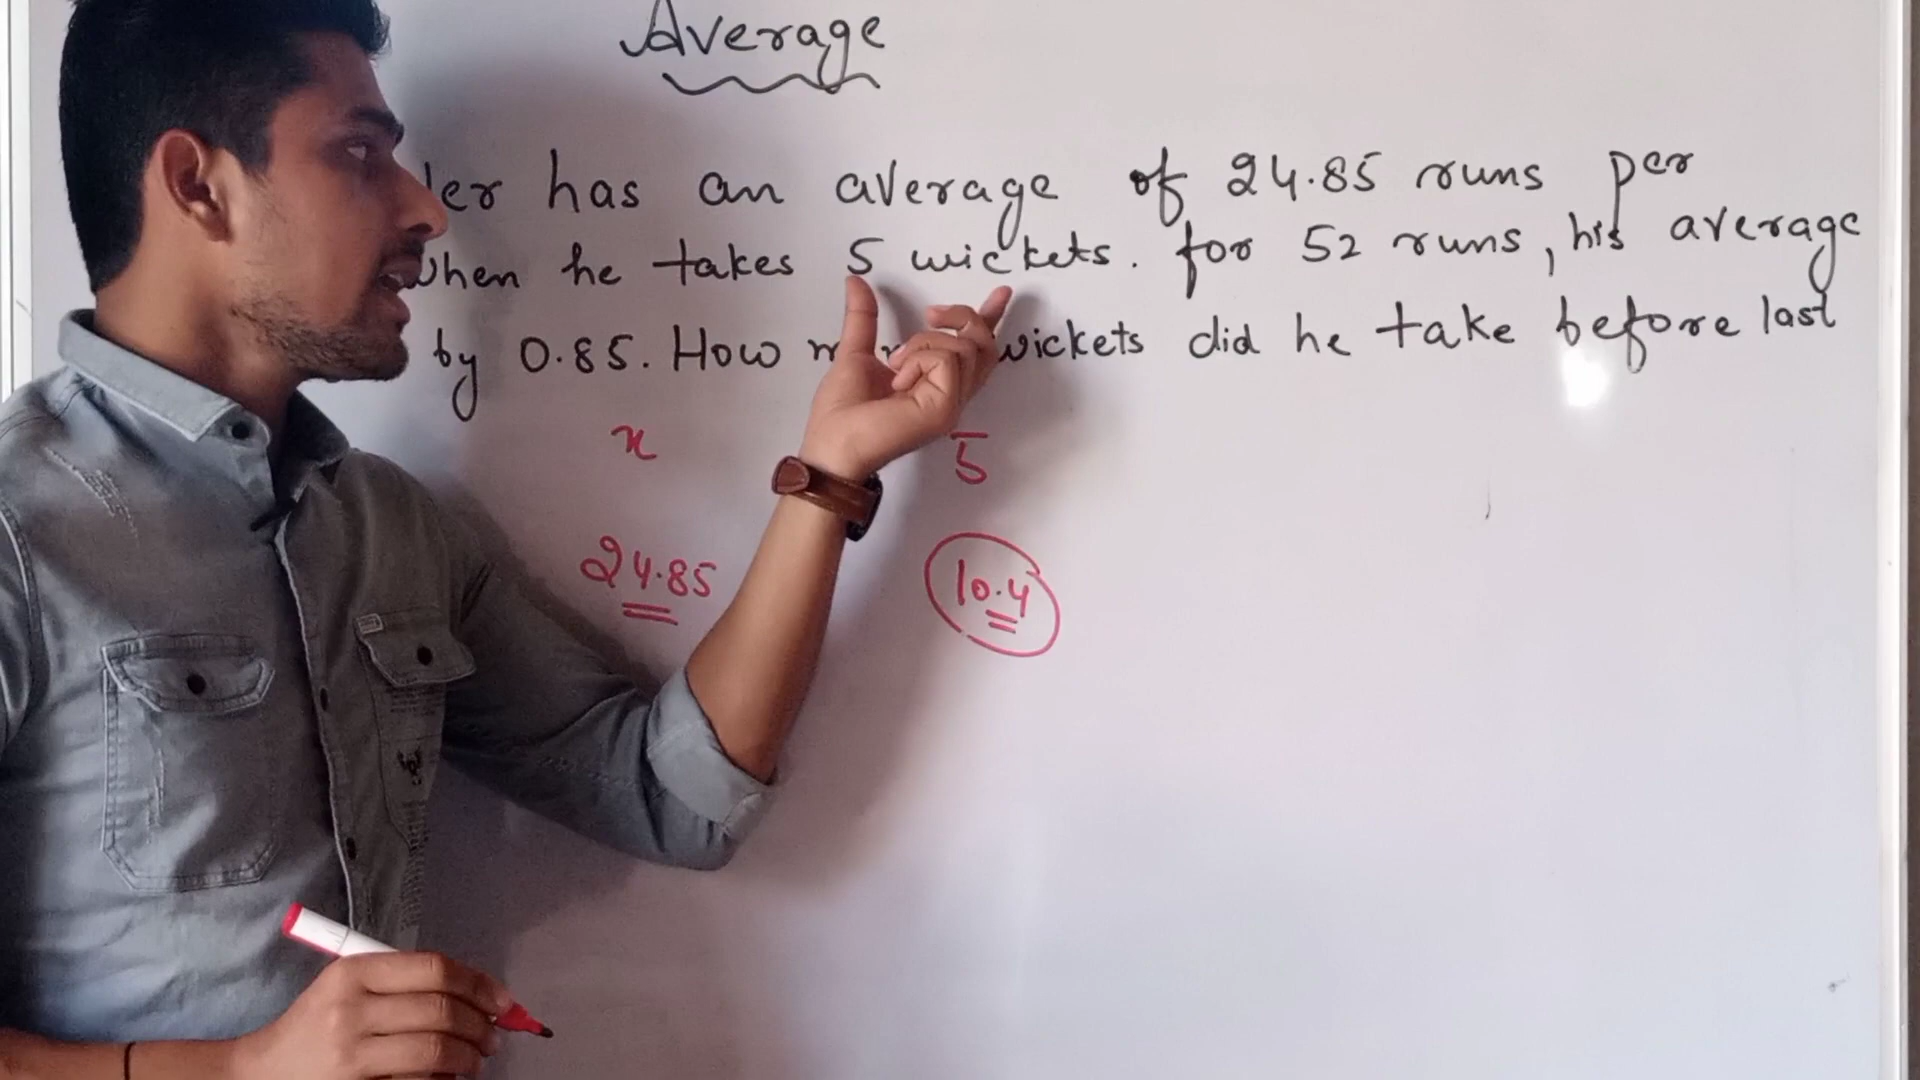 Average
has an average of 24.85 runs per
when he takes 5 wickets. for 52 runs, his average
by 0.85. How wickets did he take before last
x 5
24.85 10.4